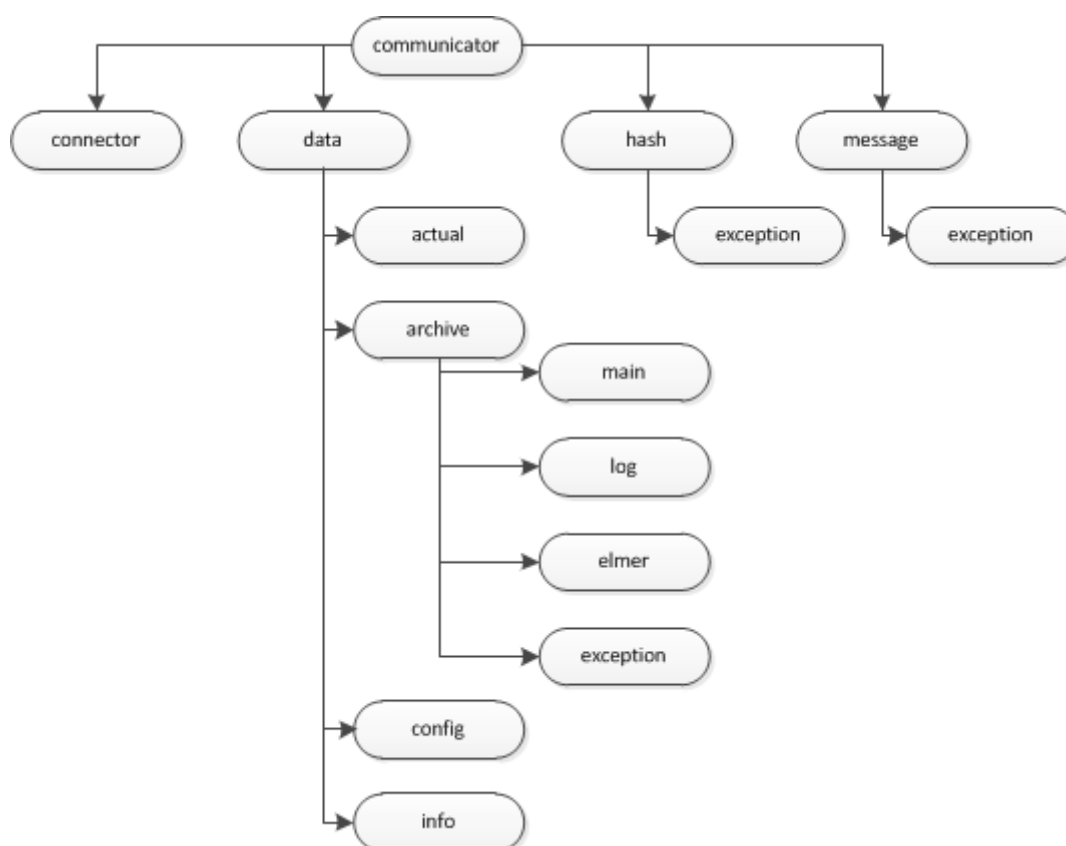 communicator
connector
data
hash
message
actual
exception
exception
archive
main
log
elmer
exception
config
info